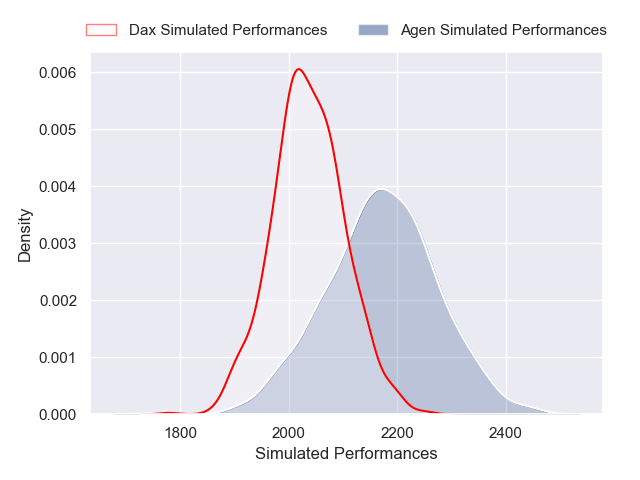 Dax Simulated Performances Agen Simulated Performances
0.006
0.005
0.004
0.003
0.002
0.001
0.000
Density
1800 2000 2200 2400
Simulated Performances